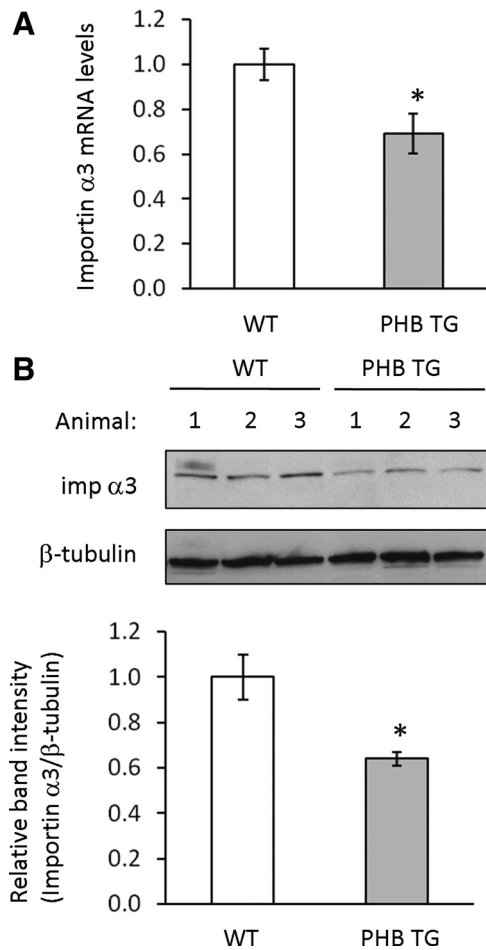 A
Importin α3 mRNA levels
1.2
1.0
0.8
0.6
0.4
0.2
0.0
*
WT
PHB TG
B
WT
PHB TG
Animal:
1 2 3 1 2 3
imp α3
β-tubulin
Relative band intensity
(Importin α3/β-tubulin)
1.2
1.0
0.8
0.6
0.4
0.2
0.0
*
WT
PHB TG